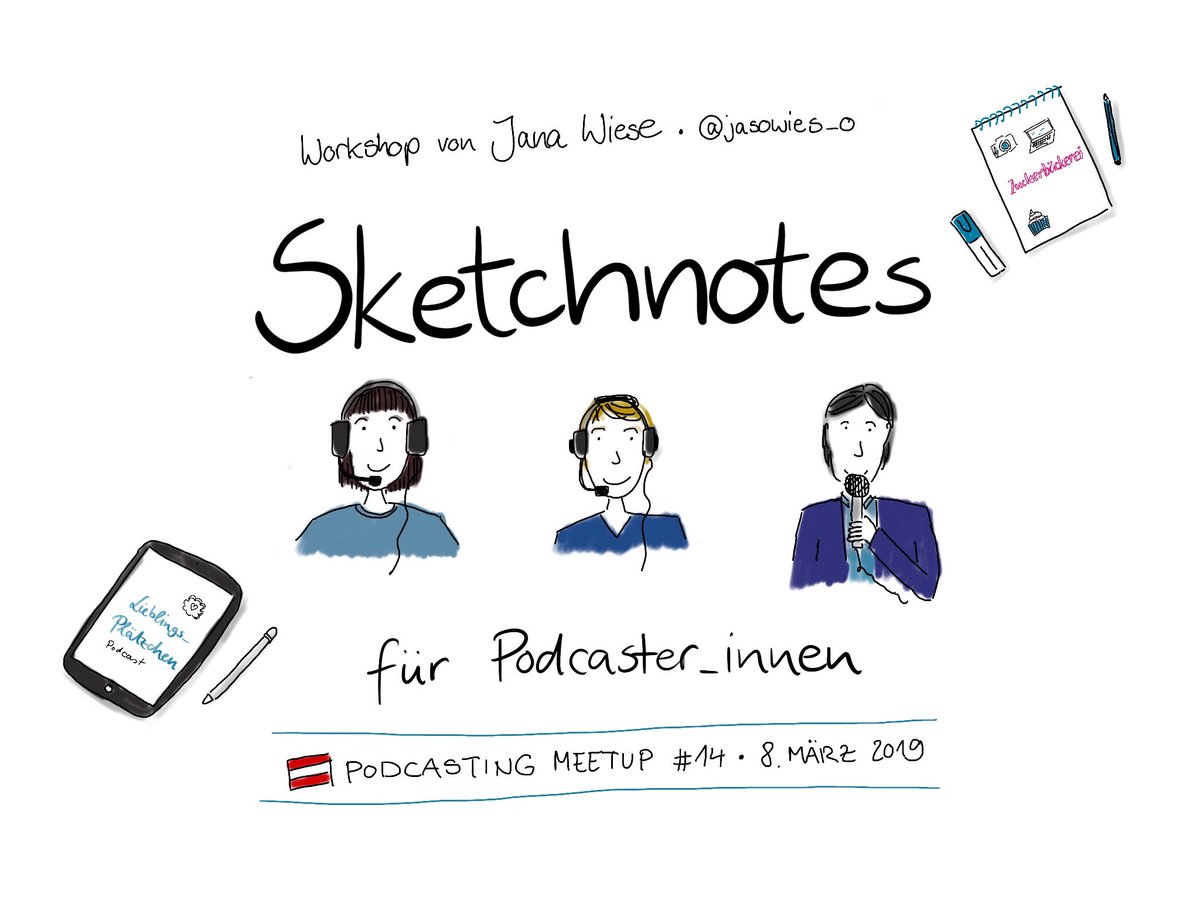 Workshop von Jana Wiese • @jasowies_o
Zuckerbäckerei
Sketchnotes
Lieblings_
Plätzchen
Podcast
für Podcaster_innen
PODCASTING MEETUP #14 • 8. MÄRZ 2019